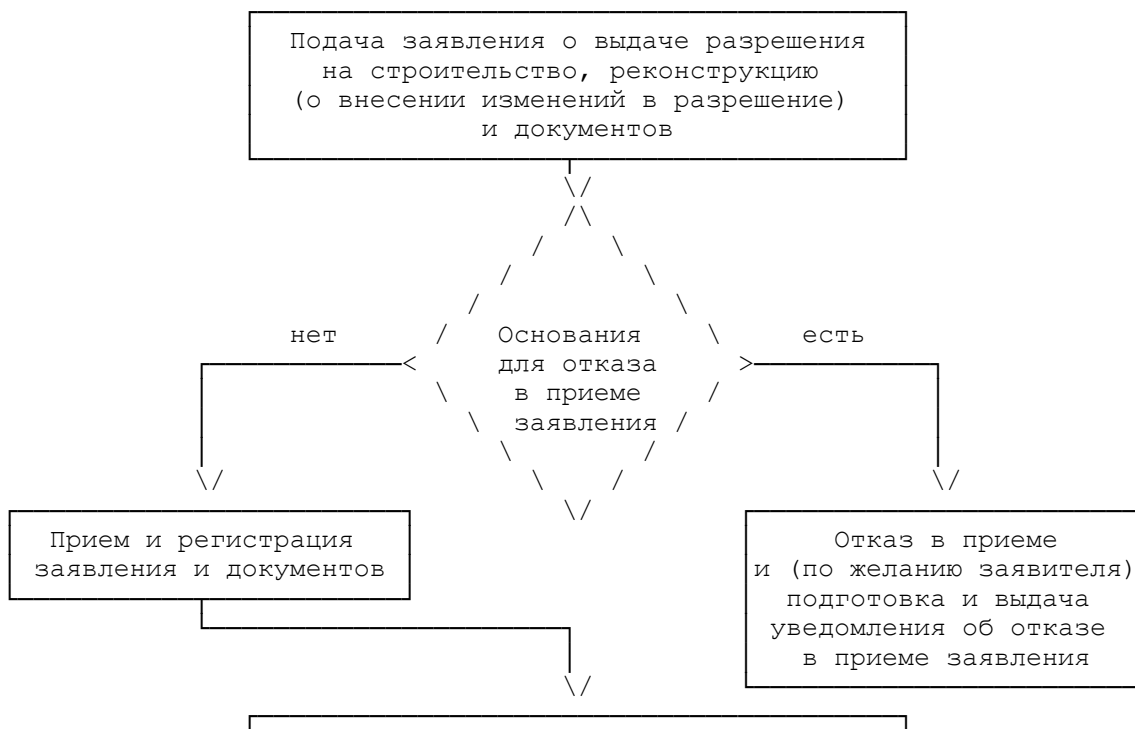 Подача заявления о выдаче разрешения
на строительство, реконструкцию
(о внесении изменений в разрешение)
и документов
нет
Основания
есть
для отказа
в приеме
заявления
Прием и регистрация
заявления и документов
Отказ в приеме
и (по желанию заявителя)
подготовка и выдача
уведомления об отказе
в приеме заявления